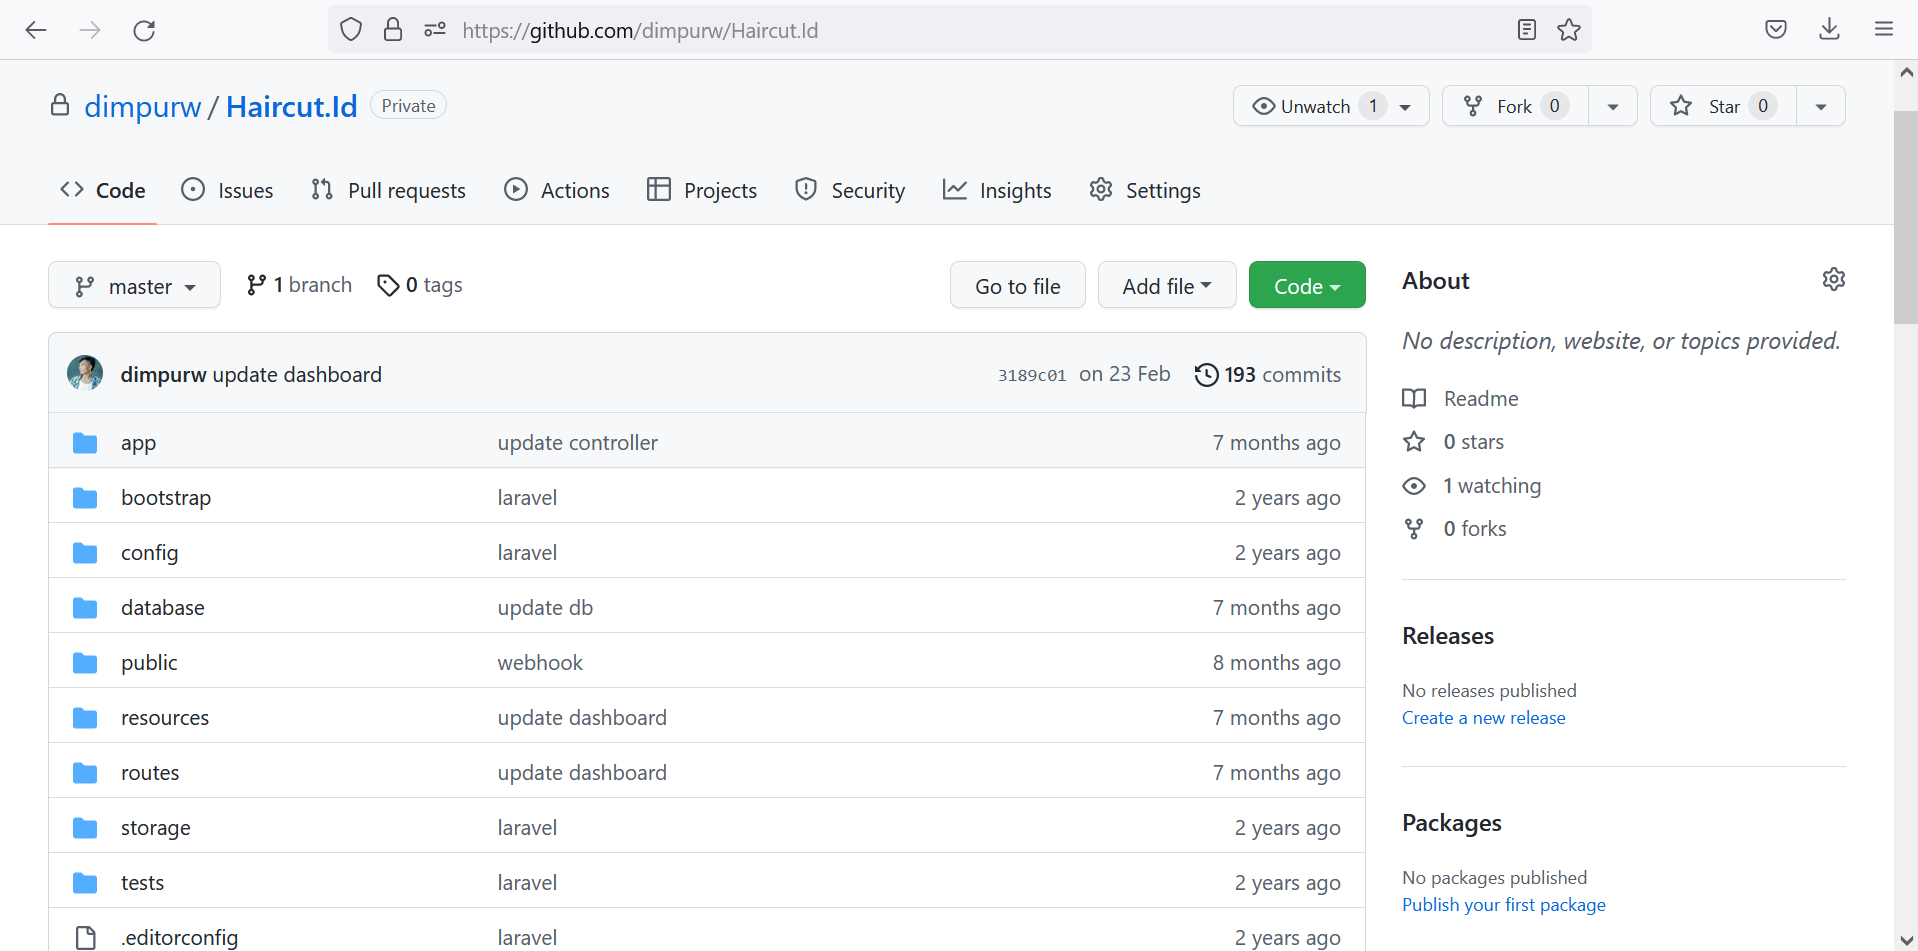 https://github.com/dimpurw/Haircut.Id
dimpurw / Haircut.Id Private Unwatch 1 Fork 0 Star 0
Code Issues Pull requests Actions Projects Security Insights Settings
master 1 branch 0 tags Go to file Add file Code
dimpurw update dashboard 3189c01 on 23 Feb 193 commits
app update controller 7 months ago
bootstrap laravel 2 years ago
config laravel 2 years ago
database update db 7 months ago
public webhook 8 months ago
resources update dashboard 7 months ago
routes update dashboard 7 months ago
storage laravel 2 years ago
tests laravel 2 years ago
.editorconfig laravel 2 years ago
About
No description, website, or topics provided.
Readme
0 stars
1 watching
0 forks
Releases
No releases published
Create a new release
Packages
No packages published
Publish your first package